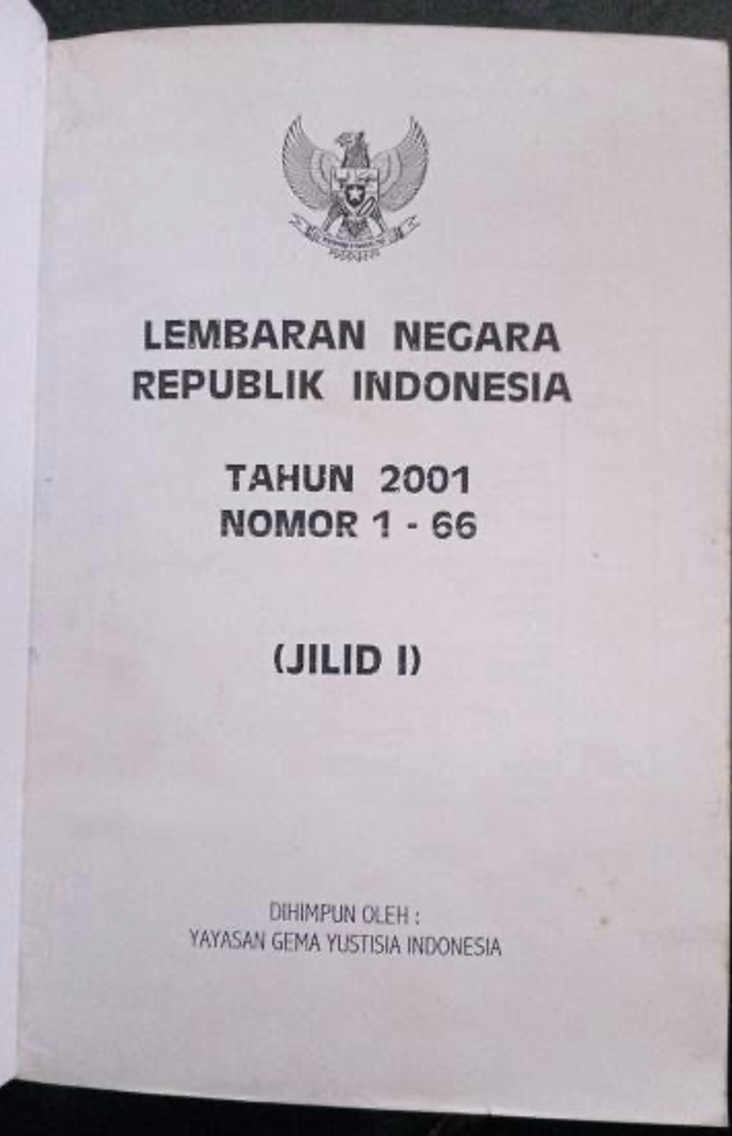 LEMBARAN NEGARA
REPUBLIK INDONESIA
TAHUN 2001
NOMOR 1 - 66
(JILID I)
DIHIMPUN OLEH :
YAYASAN GEMA YUSTISIA INDONESIA